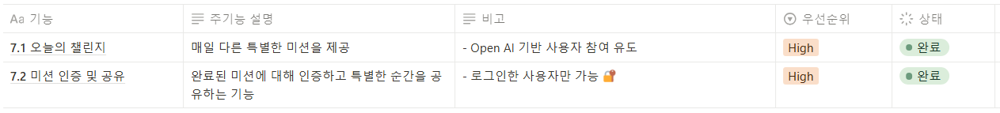 Aa 기능 주기능 설명 비고 우선순위 상태
7.1 오늘의 챌린지 매일 다른 특별한 미션을 제공 - Open AI 기반 사용자 참여 유도 High 완료
7.2 미션 인증 및 공유 완료된 미션에 대해 인증하고 특별한 순간을 공 - 로그인한 사용자만 가능 🔐 High 완료
유하는 기능